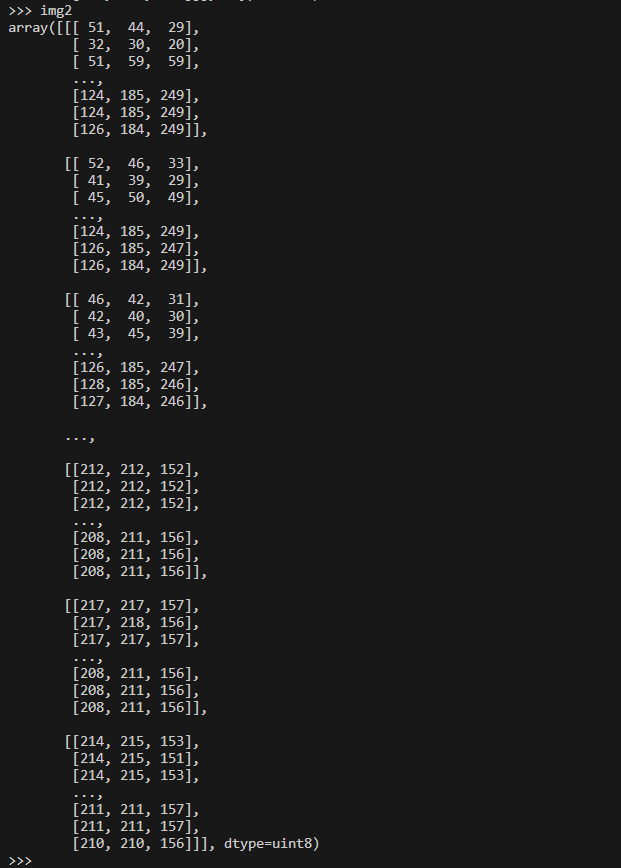 >>> img2
array([[[ 51,  44,  29],
        [ 32,  30,  20],
        [ 51,  59,  59],
        ...,
        [124, 185, 249],
        [124, 185, 249],
        [126, 184, 249]],

       [[ 52,  46,  33],
        [ 41,  39,  29],
        [ 45,  50,  49],
        ...,
        [124, 185, 249],
        [126, 185, 247],
        [126, 184, 249]],

       [[ 46,  42,  31],
        [ 42,  40,  30],
        [ 43,  45,  39],
        ...,
        [126, 185, 247],
        [128, 185, 246],
        [127, 184, 246]],

       ...,

       [[212, 212, 152],
        [212, 212, 152],
        [212, 212, 152],
        ...,
        [208, 211, 156],
        [208, 211, 156],
        [208, 211, 156]],

       [[217, 217, 157],
        [217, 218, 156],
        [217, 217, 157],
        ...,
        [208, 211, 156],
        [208, 211, 156],
        [208, 211, 156]],

       [[214, 215, 153],
        [214, 215, 151],
        [214, 215, 153],
        ...,
        [211, 211, 157],
        [211, 211, 157],
        [210, 210, 156]]], dtype=uint8)
>>>